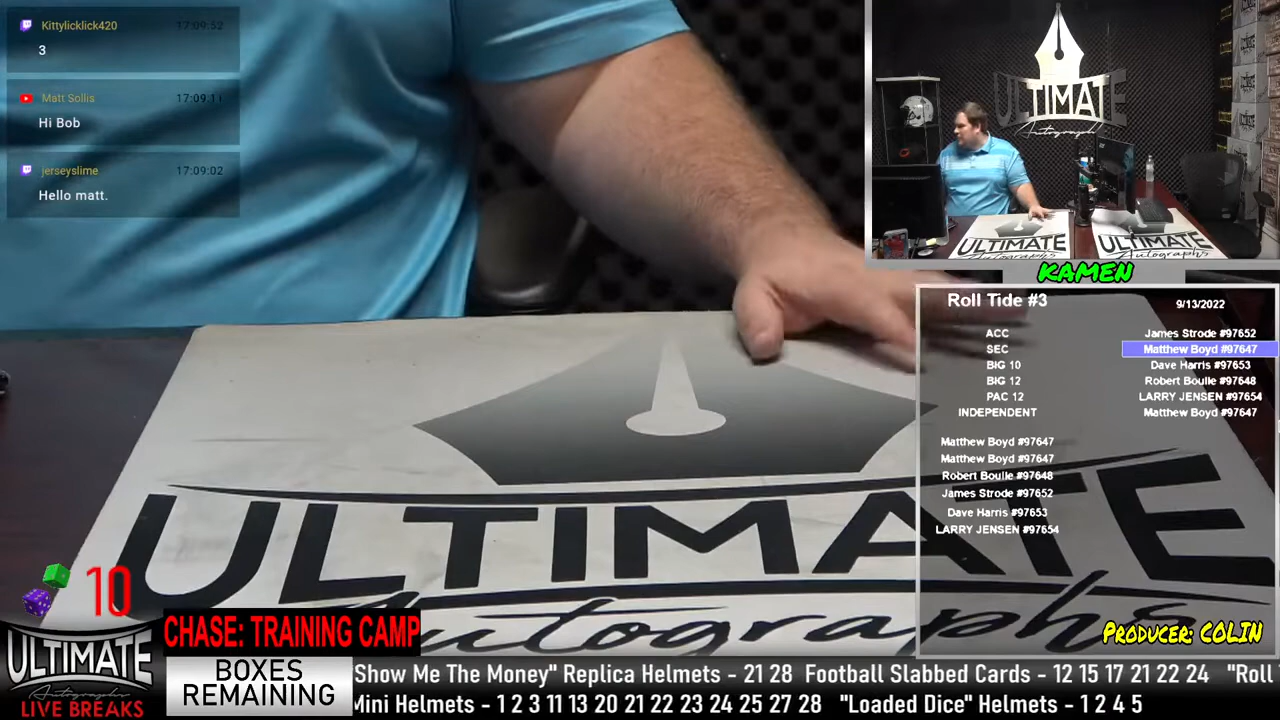 Kittylicklick420 17:09:52
3
Matt Sollis 17:09:11
Hi Bob
jerseyslime 17:09:02
Hello matt.
ULTIMATE
Autograph
ULTIMATE
Autographs
ULTIMATE
Autographs
KAMEN
Roll Tide #3 9/13/2022
ACC James Strode #97652
SEC Matthew Boyd #97647
BIG 10 Dave Harris #97653
BIG 12 Robert Boulle #97648
PAC 12 LARRY JENSEN #97654
INDEPENDENT Matthew Boyd #97647
Matthew Boyd #97647
Matthew Boyd #97647
Robert Boulle #97648
James Strode #97652
Dave Harris #97653
LARRY JENSEN #97654
ULTIMATE
Autographs
Producer: COLIN
10
CHASE: TRAINING CAMP
ULTIMATE
Autographs
LIVE BREAKS
BOXES
REMAINING
"Show Me The Money" Replica Helmets - 21 28 Football Slabbed Cards - 12 15 17 21 22 24 "Roll
Mini Helmets - 1 2 3 11 13 20 21 22 23 24 25 27 28 "Loaded Dice" Helmets - 1 2 4 5